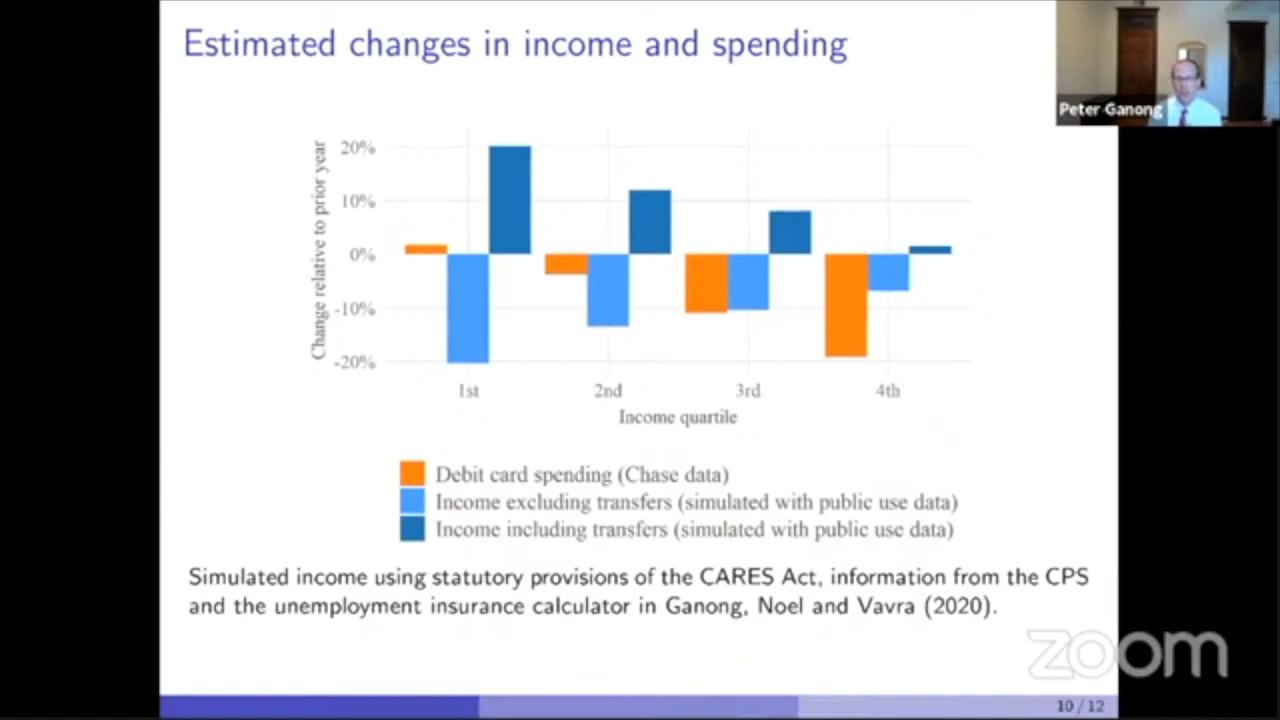 Estimated changes in income and spending
Peter Ganong
Change relative to prior year
20%
10%
0%
-10%
-20%
1st
2nd
3rd
4th
Income quartile
Debit card spending (Chase data)
Income excluding transfers (simulated with public use data)
Income including transfers (simulated with public use data)
Simulated income using statutory provisions of the CARES Act, information from the CPS
and the unemployment insurance calculator in Ganong, Noel and Vavra (2020).
zoom
10 / 12